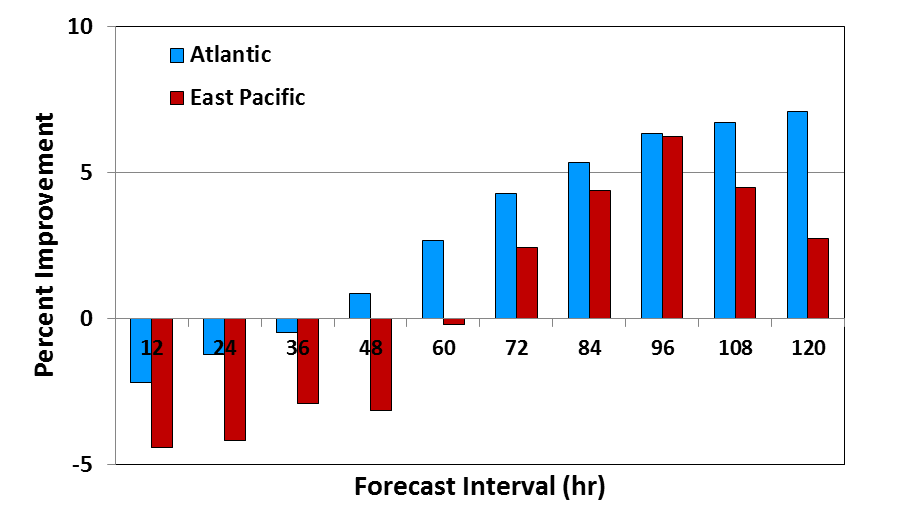 10
Atlantic
East Pacific
5
Percent Improvement
0
12 24 36 48 60 72 84 96 108 120
-5
Forecast Interval (hr)